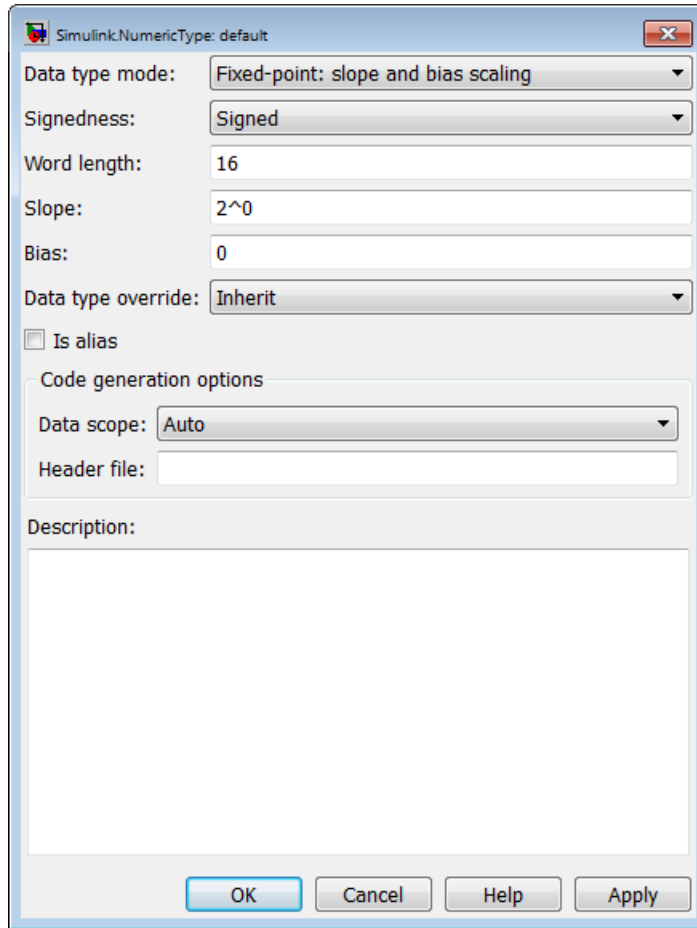 Simulink.NumericType: default
Data type mode: Fixed-point: slope and bias scaling
Signedness: Signed
Word length: 16
Slope: 2^0
Bias: 0
Data type override: Inherit
Is alias
Code generation options
Data scope: Auto
Header file:
Description:
OK Cancel Help Apply